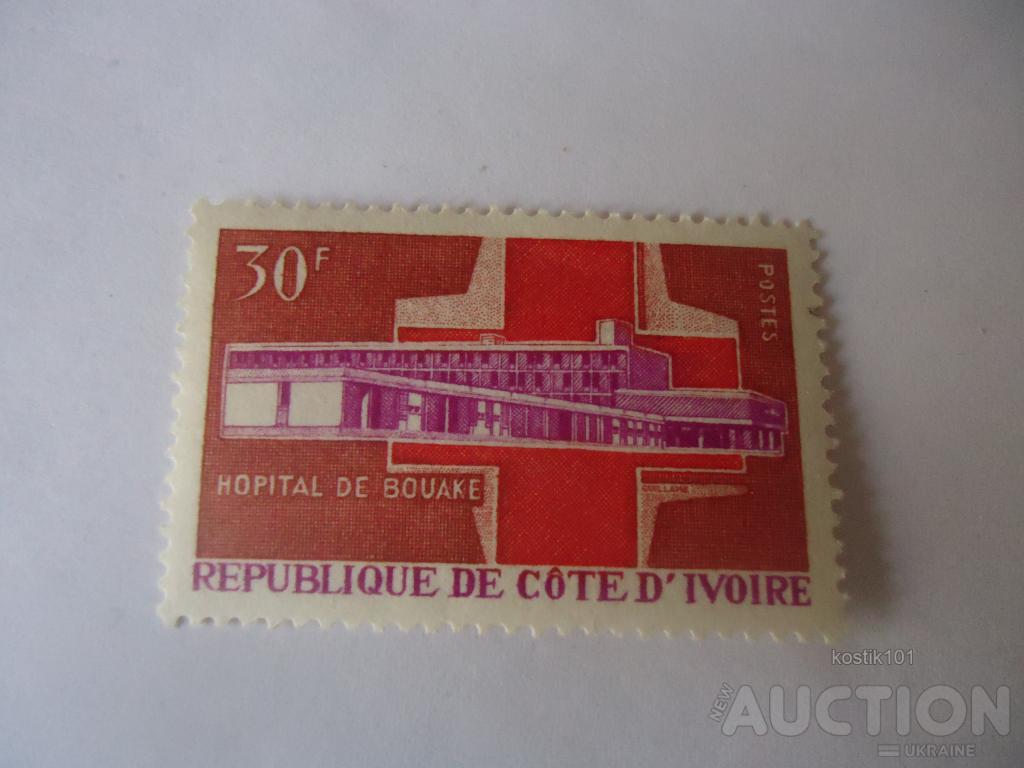 30F
POSTES
HOPITAL DE BOUAKE
REPUBLIQUE DE CÔTE D'IVOIRE
kostik101
NEW AUCTION
UKRAINE